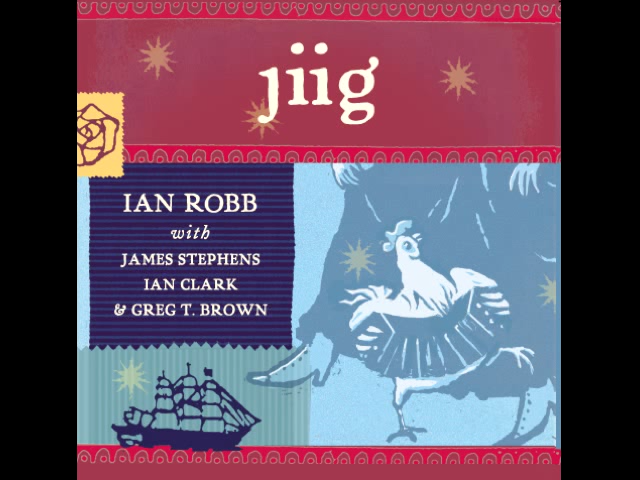 jiig
IAN ROBB
with
JAMES STEPHENS
IAN CLARK
& GREG T. BROWN